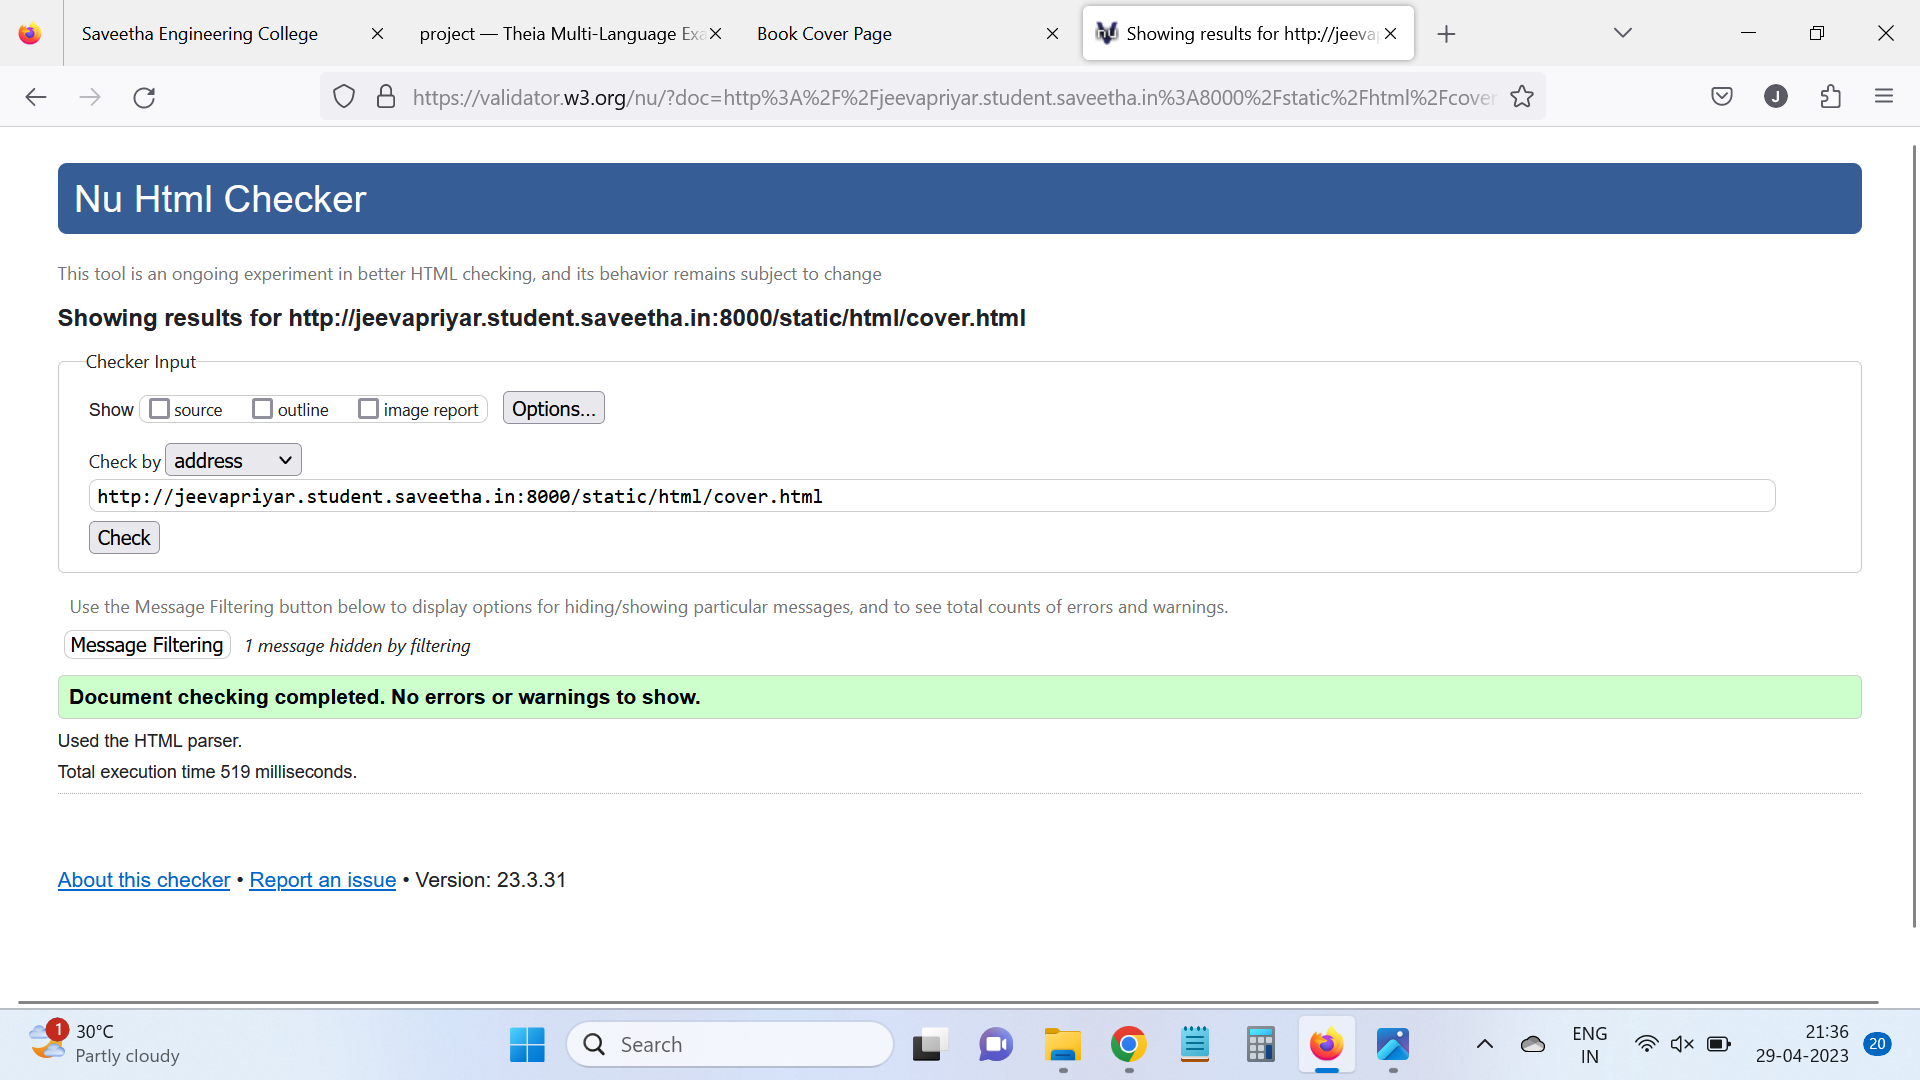 Saveetha Engineering College
project — Theia Multi-Language Exa
Book Cover Page
Showing results for http://jeevap
https://validator.w3.org/nu/?doc=http%3A%2F%2Fjeevapriyar.student.saveetha.in%3A8000%2Fstatic%2Fhtml%2Fcover
J
Nu Html Checker
This tool is an ongoing experiment in better HTML checking, and its behavior remains subject to change
Showing results for http://jeevapriyar.student.saveetha.in:8000/static/html/cover.html
Checker Input
Show source outline image report Options...
Check by address
http://jeevapriyar.student.saveetha.in:8000/static/html/cover.html
Check
Use the Message Filtering button below to display options for hiding/showing particular messages, and to see total counts of errors and warnings.
Message Filtering 1 message hidden by filtering
Document checking completed. No errors or warnings to show.
Used the HTML parser.
Total execution time 519 milliseconds.
About this checker • Report an issue • Version: 23.3.31
1
30°C
Partly cloudy
Search
ENG
IN
21:36
29-04-2023
20